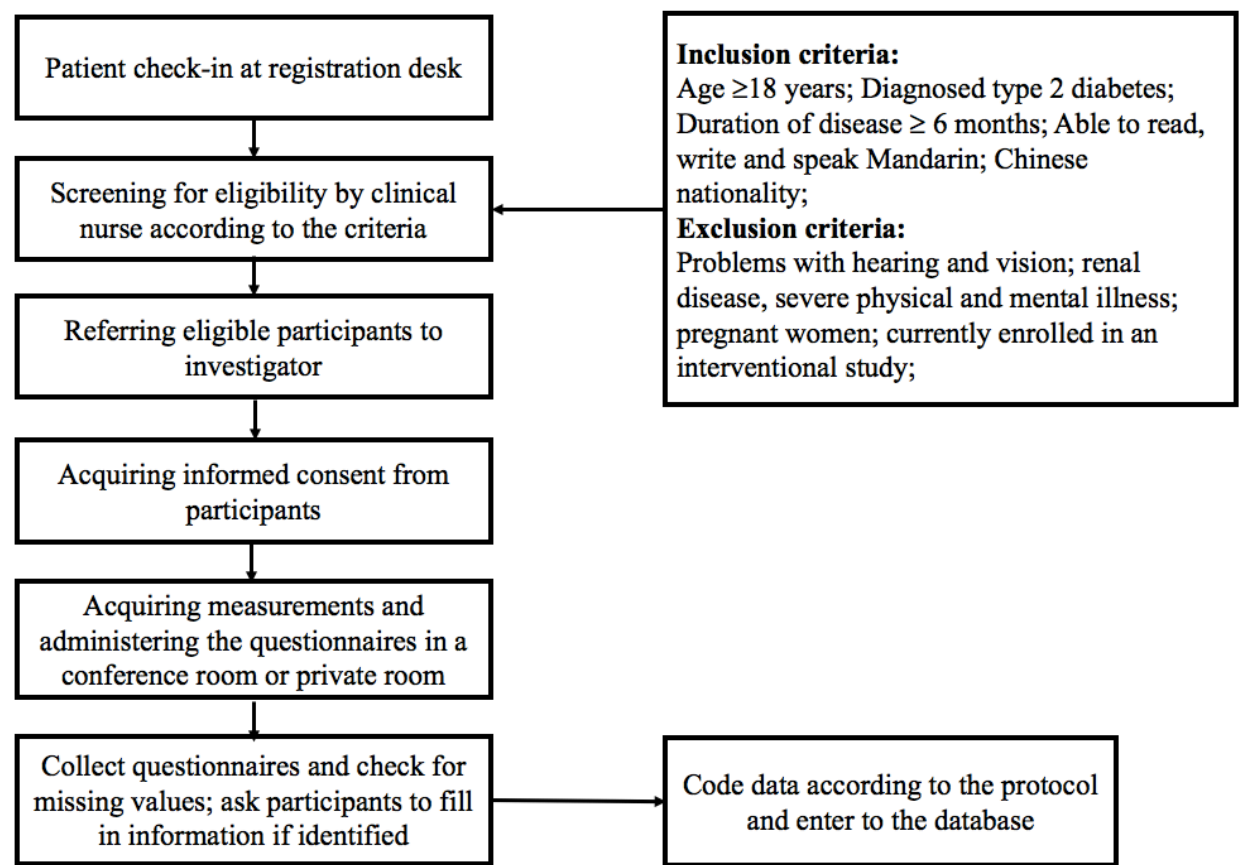 Patient check-in at registration desk
Screening for eligibility by clinical
nurse according to the criteria
Inclusion criteria:
Age ≥18 years; Diagnosed type 2 diabetes;
Duration of disease ≥ 6 months; Able to read,
write and speak Mandarin; Chinese
nationality;
Exclusion criteria:
Problems with hearing and vision; renal
disease, severe physical and mental illness;
pregnant women; currently enrolled in an
interventional study;
Referring eligible participants to
investigator
Acquiring informed consent from
participants
Acquiring measurements and
administering the questionnaires in a
conference room or private room
Collect questionnaires and check for
missing values; ask participants to fill
in information if identified
Code data according to the protocol
and enter to the database